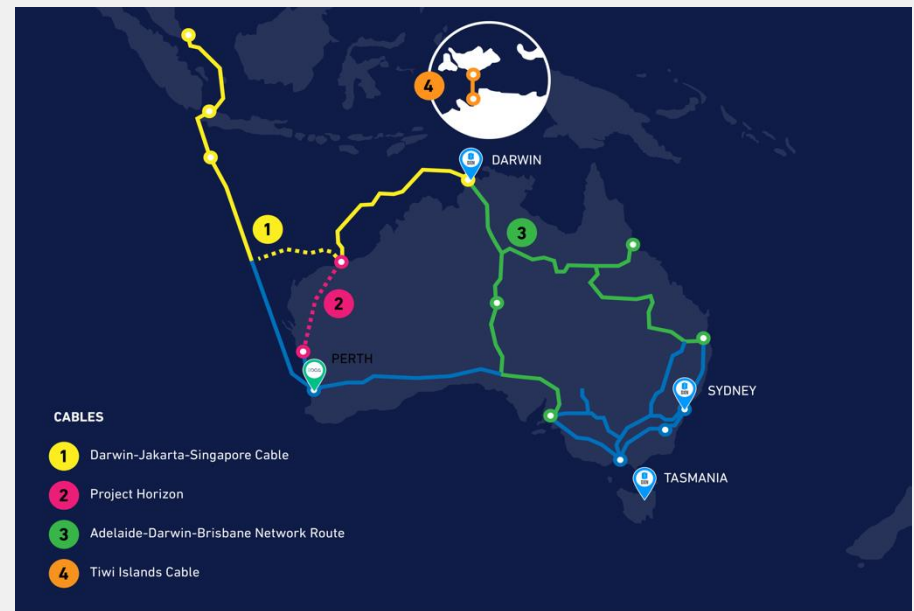 4
DARWIN
1
3
2
PERTH
SYDNEY
TASMANIA
CABLES
1 Darwin-Jakarta-Singapore Cable
2 Project Horizon
3 Adelaide-Darwin-Brisbane Network Route
4 Tiwi Islands Cable